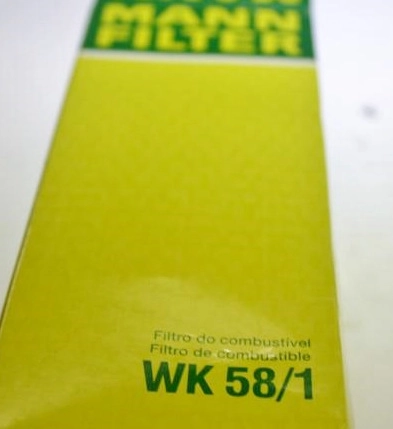 MANN
FILTER
Filtro do combustível
Filtro de combustible
WK 58/1